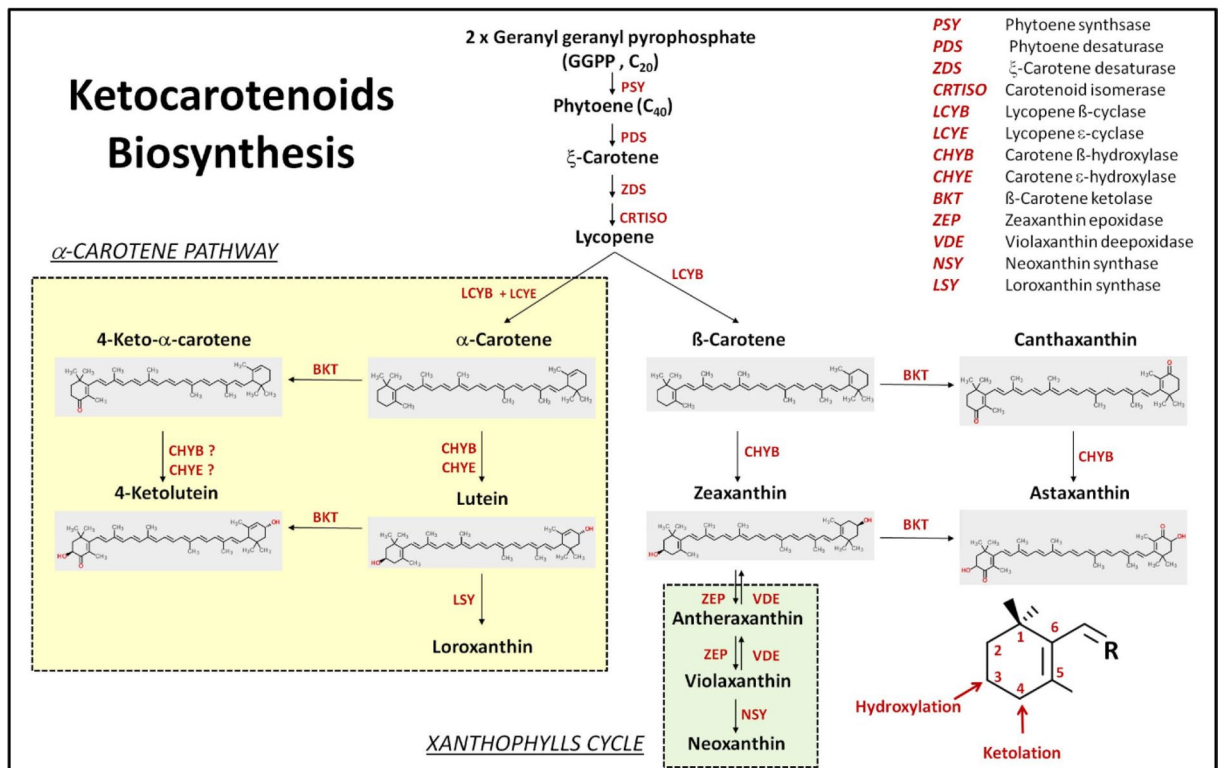 Ketocarotenoids
Biosynthesis
2 x Geranyl geranyl pyrophosphate
(GGPP , C20)
PSY
Phytoene (C40)
PDS
ξ-Carotene
ZDS
CRTISO
Lycopene
PSY Phytoene synthsase
PDS Phytoene desaturase
ZDS ξ-Carotene desaturase
CRTISO Carotenoid isomerase
LCYB Lycopene ß-cyclase
LCYE Lycopene ε-cyclase
CHYB Carotene ß-hydroxylase
CHYE Carotene ε-hydroxylase
BKT ß-Carotene ketolase
ZEP Zeaxanthin epoxidase
VDE Violaxanthin deepoxidase
NSY Neoxanthin synthase
LSY Loroxanthin synthase
α-CAROTENE PATHWAY
LCYB + LCYE
LCYB
4-Keto-α-carotene
α-Carotene
ß-Carotene
Canthaxanthin
BKT
BKT
CHYB ?
CHYE ?
CHYB
CHYE
CHYB
CHYB
4-Ketolutein
Lutein
Zeaxanthin
Astaxanthin
BKT
BKT
LSY
Loroxanthin
ZEP VDE
Antheraxanthin
ZEP VDE
Violaxanthin
NSY
Neoxanthin
XANTHOPHYLLS CYCLE
1
2
3
4
5
6
R
Hydroxylation
Ketolation